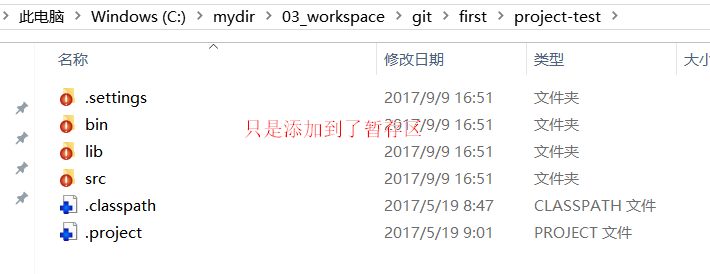 此电脑 > Windows (C:) > mydir > 03_workspace > git > first > project-test >
名称 修改日期 类型 大小
.settings 2017/9/9 16:51 文件夹
bin 2017/9/9 16:51 文件夹
只是添加到了暂存区
lib 2017/9/9 16:51 文件夹
src 2017/9/9 16:51 文件夹
.classpath 2017/5/19 8:47 CLASSPATH 文件
.project 2017/5/19 9:01 PROJECT 文件